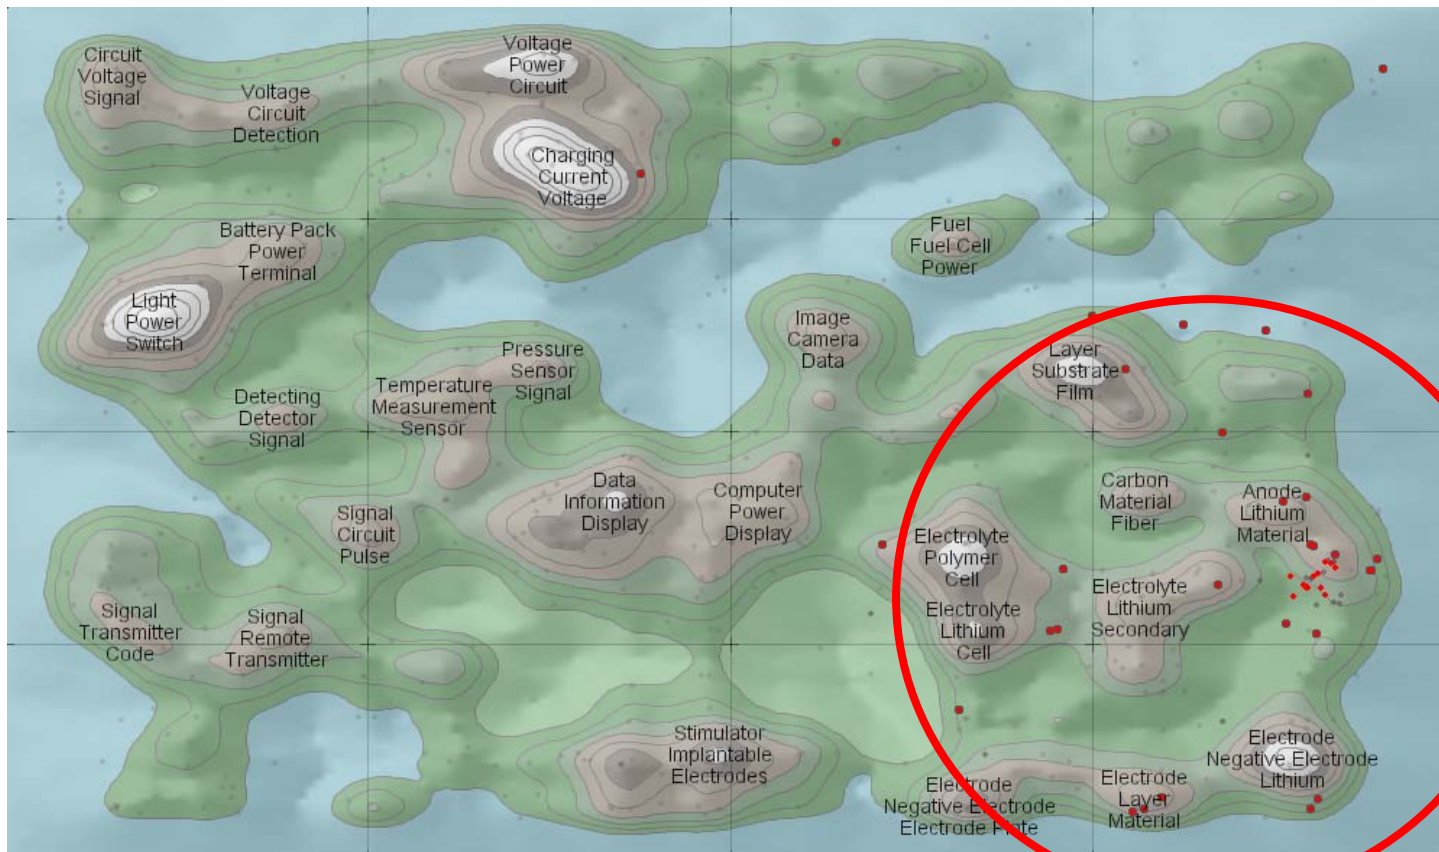 Circuit
Voltage
Signal
Voltage
Circuit
Detection
Voltage
Power
Circuit
Charging
Current
Voltage
Battery Pack
Power
Terminal
Fuel
Fuel Cell
Power
Light
Power
Switch
Image
Camera
Data
Pressure
Sensor
Signal
Layer
Substrate
Film
Temperature
Measurement
Sensor
Detecting
Detector
Signal
Data
Information
Display
Computer
Power
Display
Carbon
Material
Fiber
Anode
Lithium
Material
Signal
Circuit
Pulse
Electrolyte
Polymer
Cell
Electrolyte
Lithium
Secondary
Electrolyte
Lithium
Cell
Signal
Transmitter
Code
Signal
Remote
Transmitter
Stimulator
Implantable
Electrodes
Electrode
Negative Electrode
Lithium
Electrode
Negative Electrode
Electrode Plate
Electrode
Layer
Material